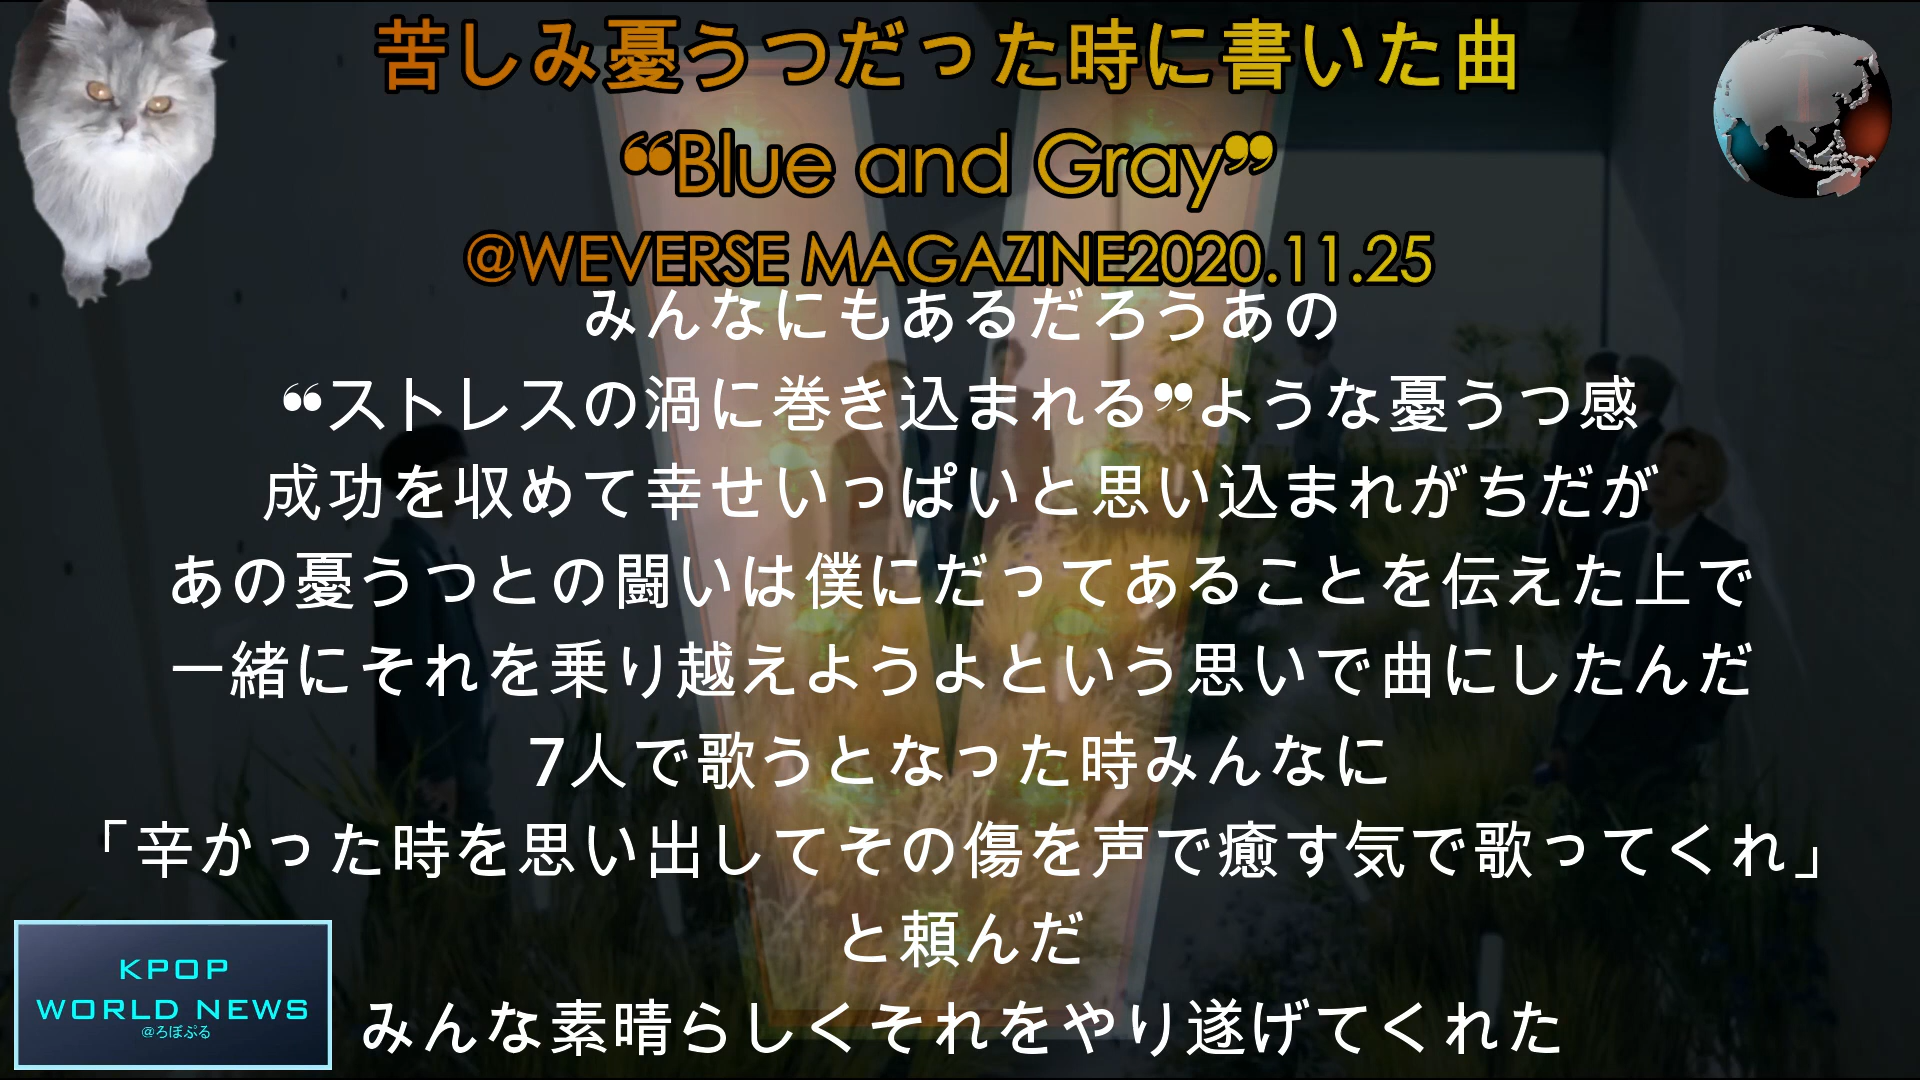 苦しみ憂うつだった時に書いた曲
❝Blue and Gray❞
@WEVERSE MAGAZINE2020.11.25
みんなにもあるだろうあの
❝ストレスの渦に巻き込まれる❞ような憂うつ感
成功を収めて幸せいっぱいと思い込まれがちだが
あの憂うつとの闘いは僕にだってあることを伝えた上で
一緒にそれを乗り越えようよという思いで曲にしたんだ
7人で歌うとなった時みんなに
「辛かった時を思い出してその傷を声で癒す気で歌ってくれ」
と頼んだ
みんな素晴らしくそれをやり遂げてくれた
KPOP
WORLD NEWS
@ろぼぷる